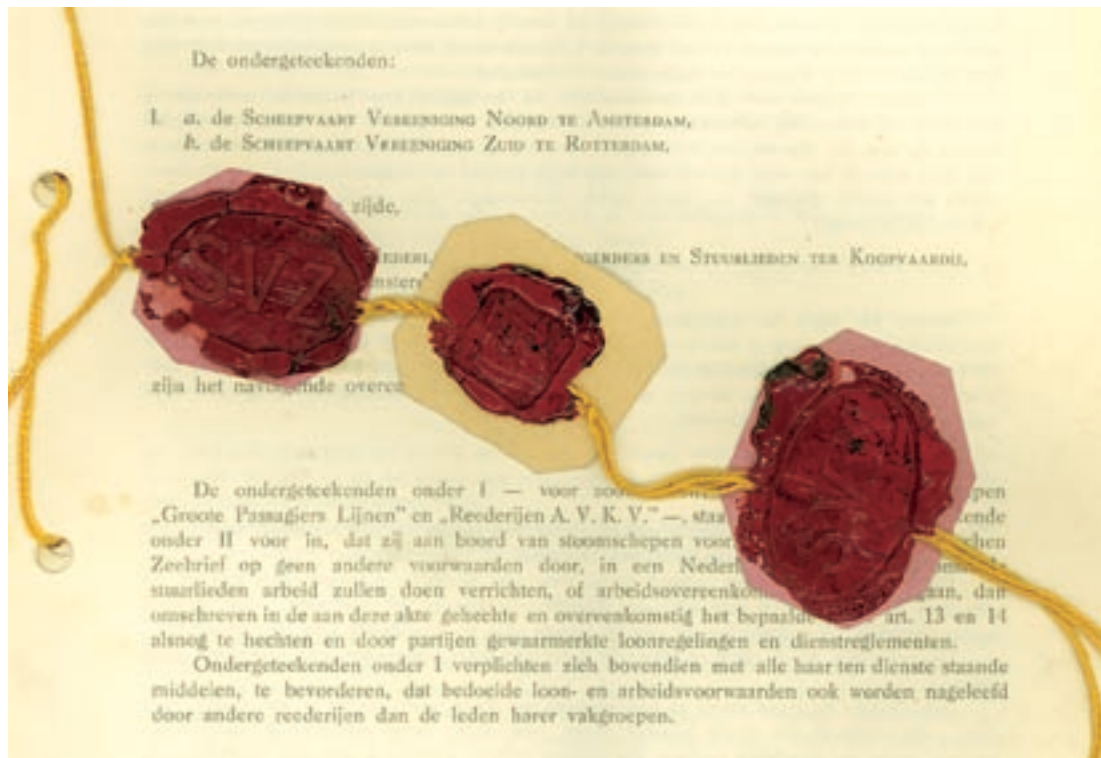 De ondergeteekenden:
I. a. de Scheepvaart Vereeniging Noord te Amsterdam,
b. de Scheepvaart Vereeniging Zuid te Rotterdam,
zijde,
SVZ
en Stuurlieden ter Koopvaardij,
zijn het navolgende
De ondergeteekenden onder I — voor
„Groote Passagiers Lijnen” en „Reederijen A. V. K. V.” —,
onder II voor in, dat zij aan boord van stoomschepen
Zeebrief op geen andere voorwaarden door, in een
stuurlieden arbeid zullen doen verrichten, of dan
omschreven in de aan deze akte gehechte en overeenkomstig het art. 13 en 14
alsnog te hechten en door partijen gewaarmerkte loonregelingen en dienstreglementen.
Ondergeteekenden onder I verplichten zich bovendien met alle haar ten dienste staande
middelen, te bevorderen, dat bedoelde loon- en arbeidsvoorwaarden ook worden nageleefd
door andere reederijen dan de leden harer vakgroepen.